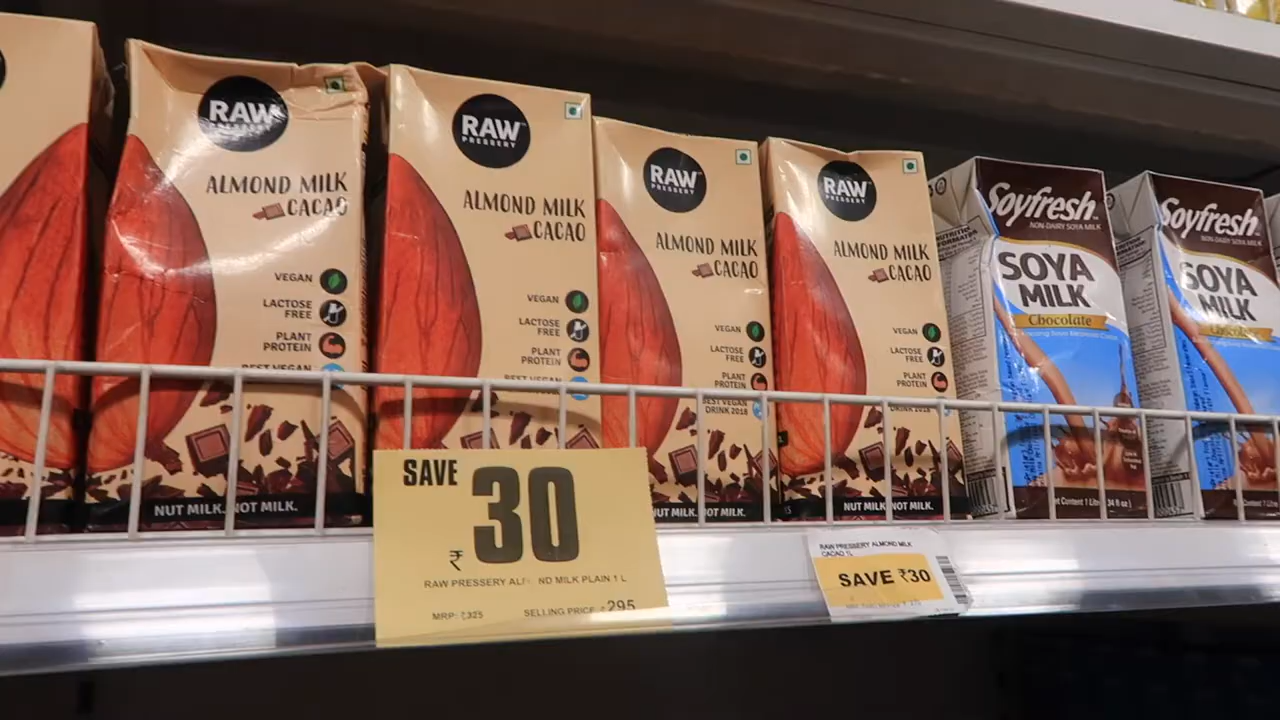 RAW
PRESSERY
ALMOND MILK
CACAO
VEGAN
LACTOSE
FREE
PLANT
PROTEIN
BEST VEGAN
NUT MILK. NOT MILK.
RAW
PRESSERY
ALMOND MILK
CACAO
VEGAN
LACTOSE
FREE
PLANT
PROTEIN
BEST VEGAN
RAW
PRESSERY
ALMOND MILK
CACAO
VEGAN
LACTOSE
FREE
PLANT
PROTEIN
BEST VEGAN
DRINK 2018
NUT MILK. NOT MILK.
RAW
PRESSERY
ALMOND MILK
CACAO
VEGAN
LACTOSE
FREE
PLANT
PROTEIN
DRINK 2018
NUT MILK. NOT MILK.
Soyfresh
NON-DAIRY SOYA MILK
SOYA
MILK
Chocolate
Soyfresh
NON-DAIRY SOYA MILK
SOYA
MILK
Chocolate
SAVE
₹30
RAW PRESSERY AL ND MILK PLAIN 1 L
MRP: ₹325 SELLING PRICE: ₹295
RAW PRESSERY ALMOND MILK
CACAO 1L
SAVE ₹30